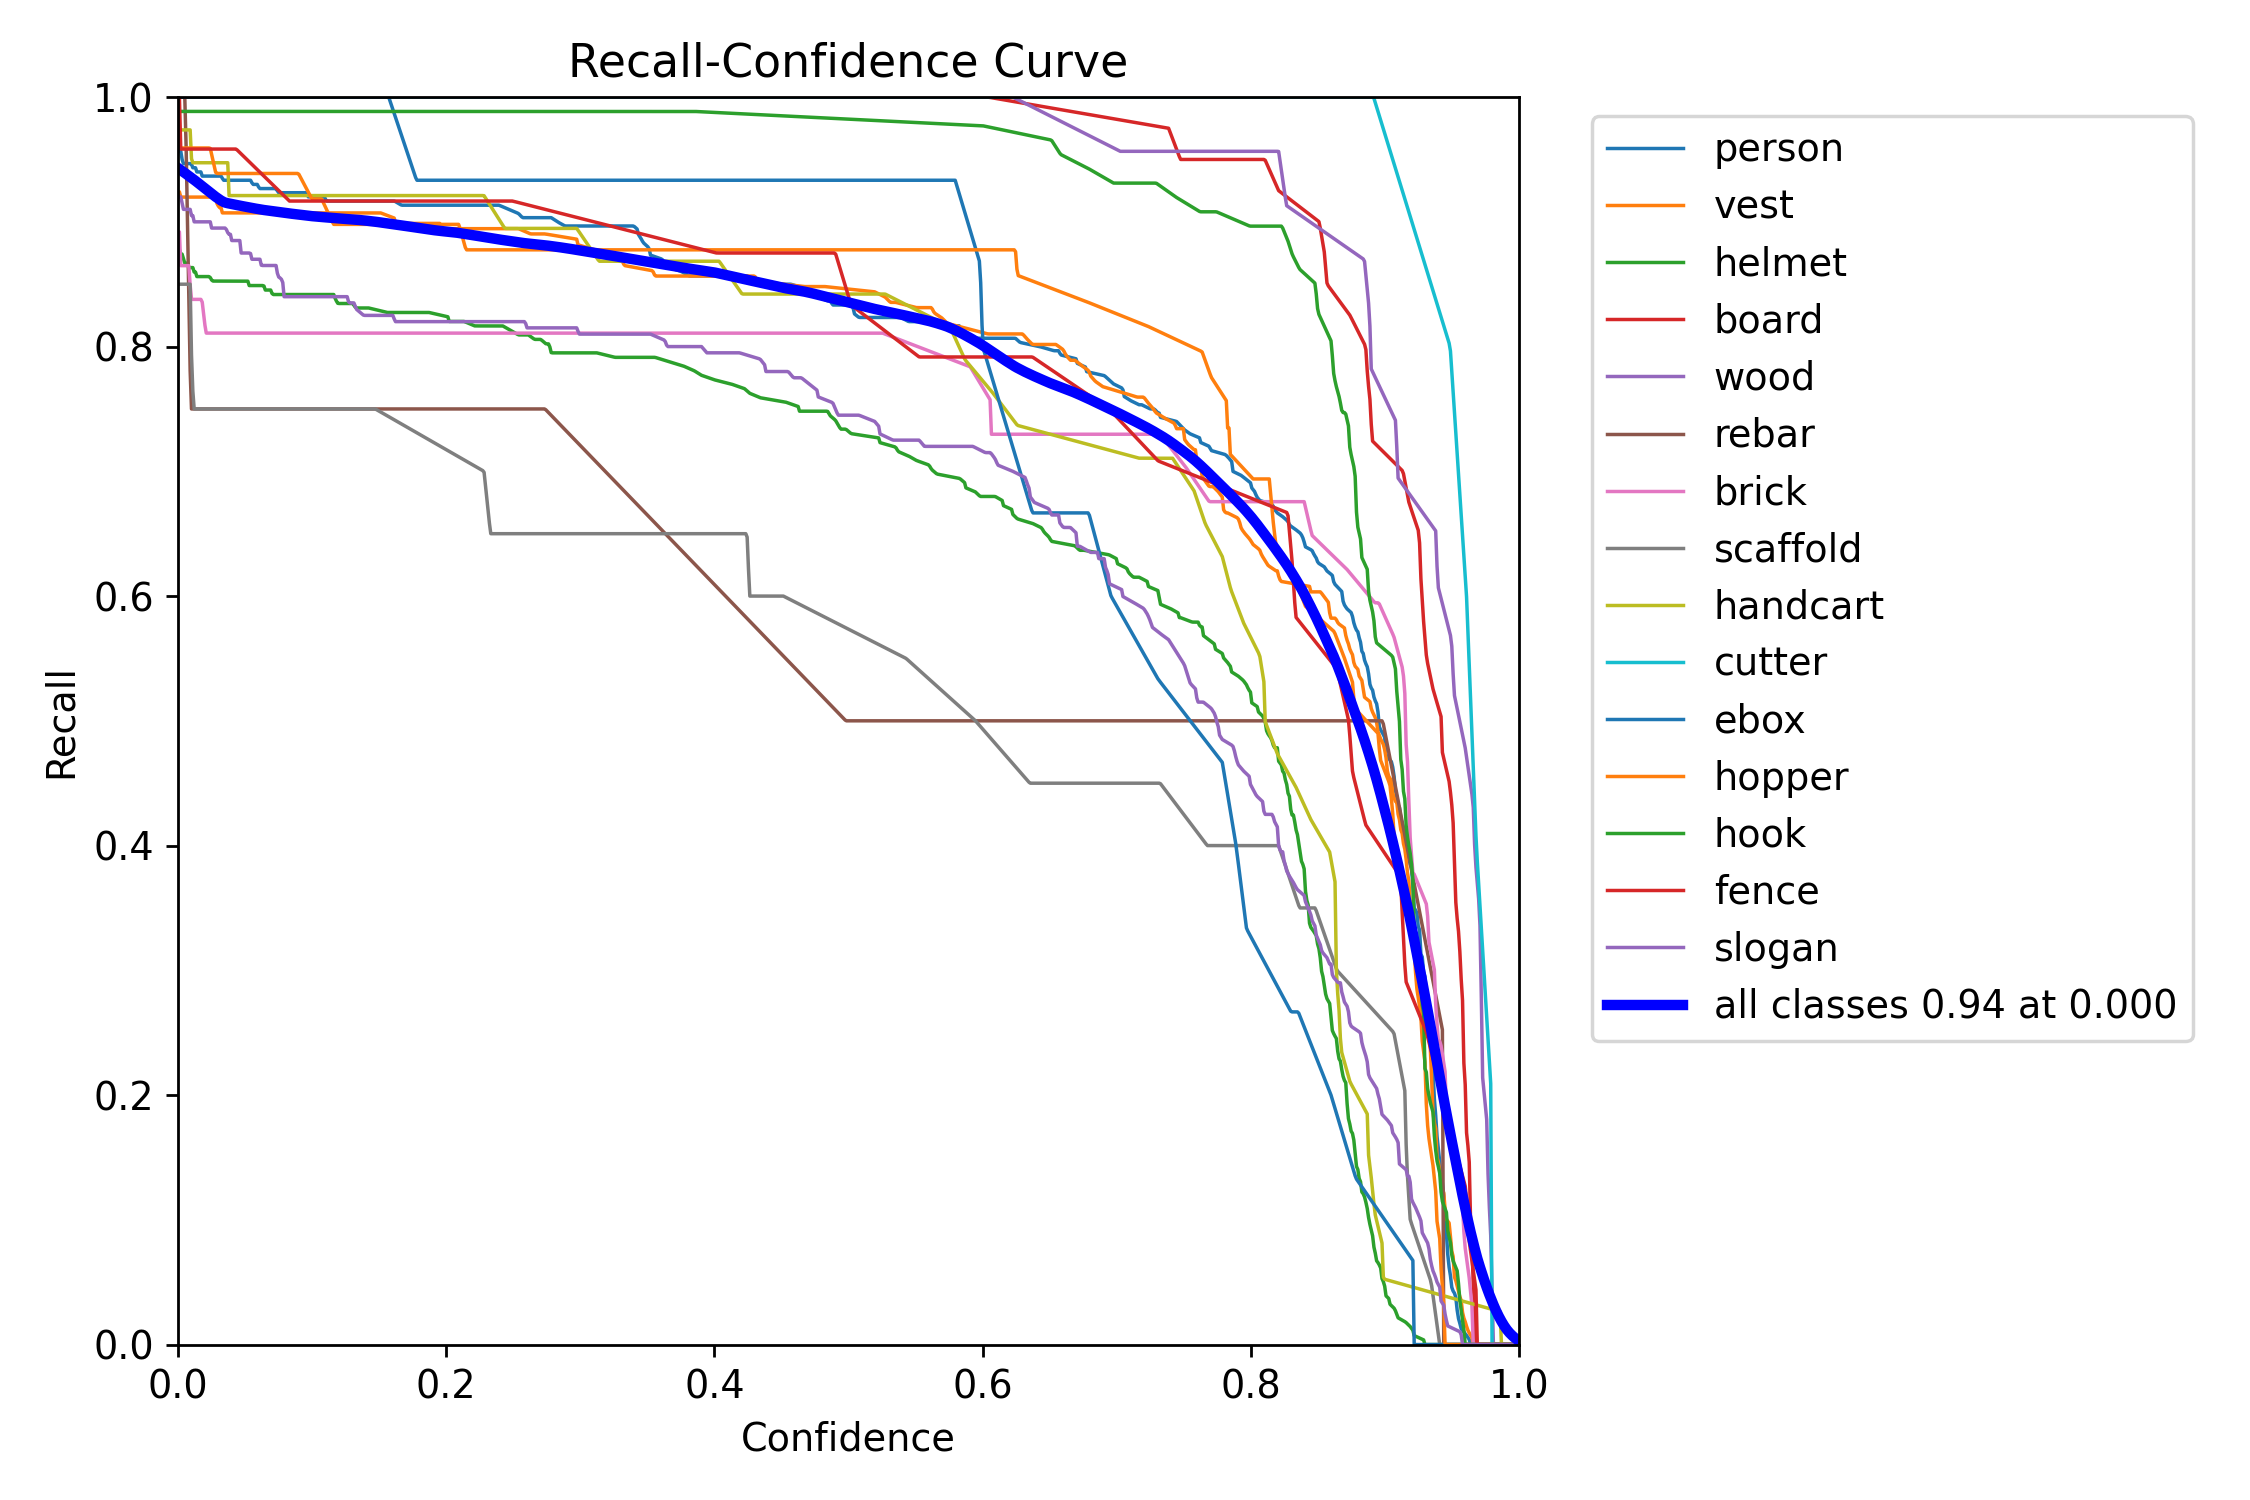 Recall-Confidence Curve
1.0
0.8
0.6
0.4
0.2
0.0
Recall
0.0 0.2 0.4 0.6 0.8 1.0
Confidence
person
vest
helmet
board
wood
rebar
brick
scaffold
handcart
cutter
ebox
hopper
hook
fence
slogan
all classes 0.94 at 0.000